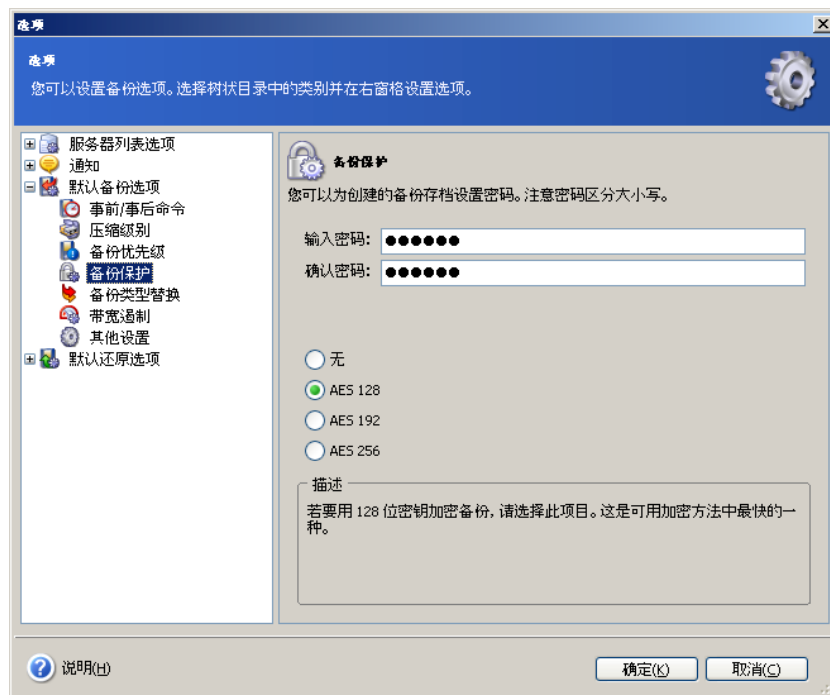 选项
选项
您可以设置备份选项。选择树状目录中的类别并在右窗格设置选项。
服务器列表选项
通知
默认备份选项
事前/事后命令
压缩级别
备份优先级
备份保护
备份类型替换
带宽遏制
其他设置
默认还原选项
备份保护
您可以为创建的备份存档设置密码。注意密码区分大小写。
输入密码: ●●●●●●
确认密码: ●●●●●●
无
AES 128
AES 192
AES 256
描述
若要用 128 位密钥加密备份, 请选择此项目。这是可用加密方法中最快的一
种。
说明(H)
确定(K)
取消(C)